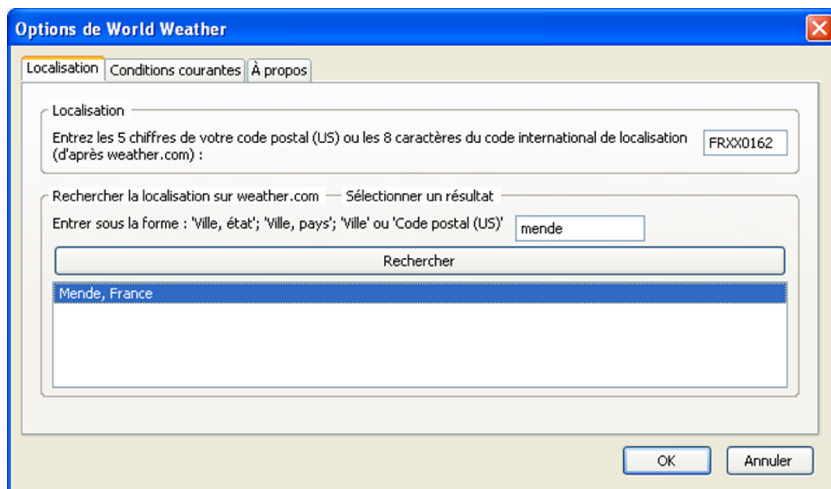 Options de World Weather
Localisation Conditions courantes À propos
Localisation
Entrez les 5 chiffres de votre code postal (US) ou les 8 caractères du code international de localisation
(d'après weather.com) :
FRXX0162
Rechercher la localisation sur weather.com Sélectionner un résultat
Entrer sous la forme : 'Ville, état'; 'Ville, pays'; 'Ville' ou 'Code postal (US)' mende
Rechercher
Mende, France
OK Annuler